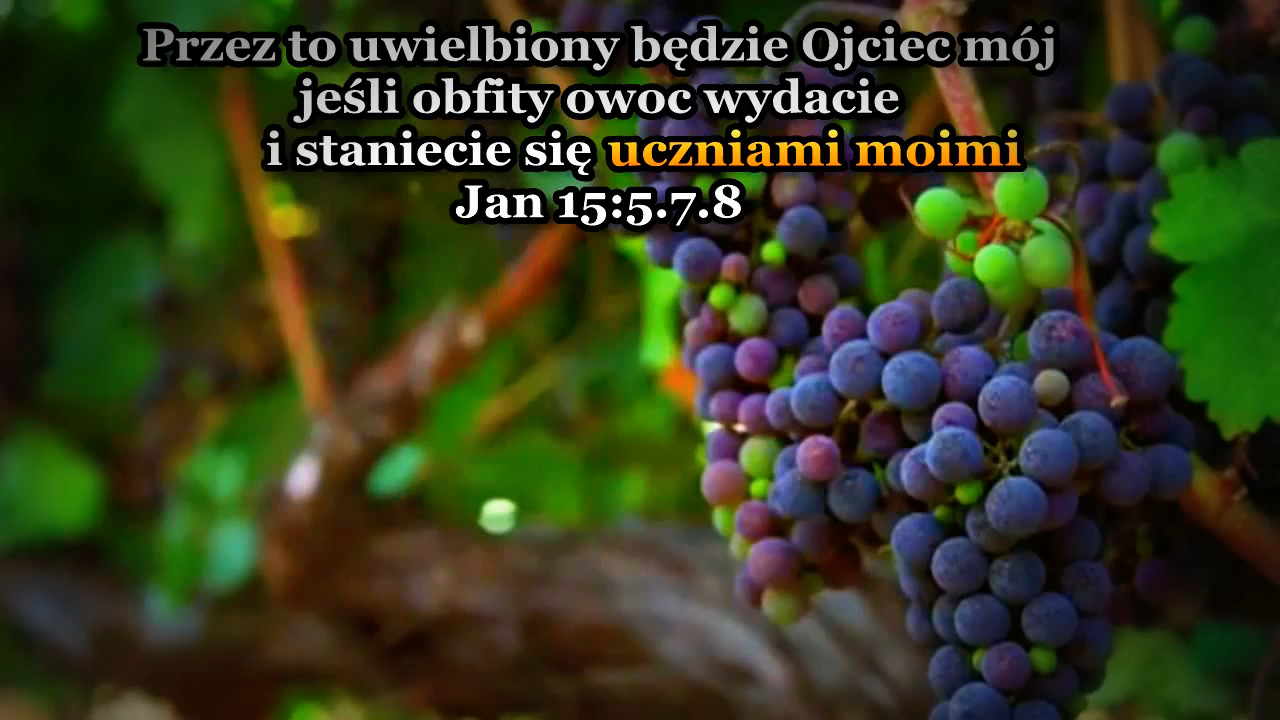 Przez to uwielbiony będzie Ojciec mój
jeśli obfity owoc wydacie
i staniecie się uczniami moimi
Jan 15:5.7.8